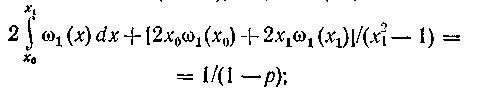 2∫_{x₀}^{x₁} ω₁(x) dx + [2x₀ω₁(x₀) + 2x₁ω₁(x₁)]/(x₁² — 1) =
= 1/(1 — p);